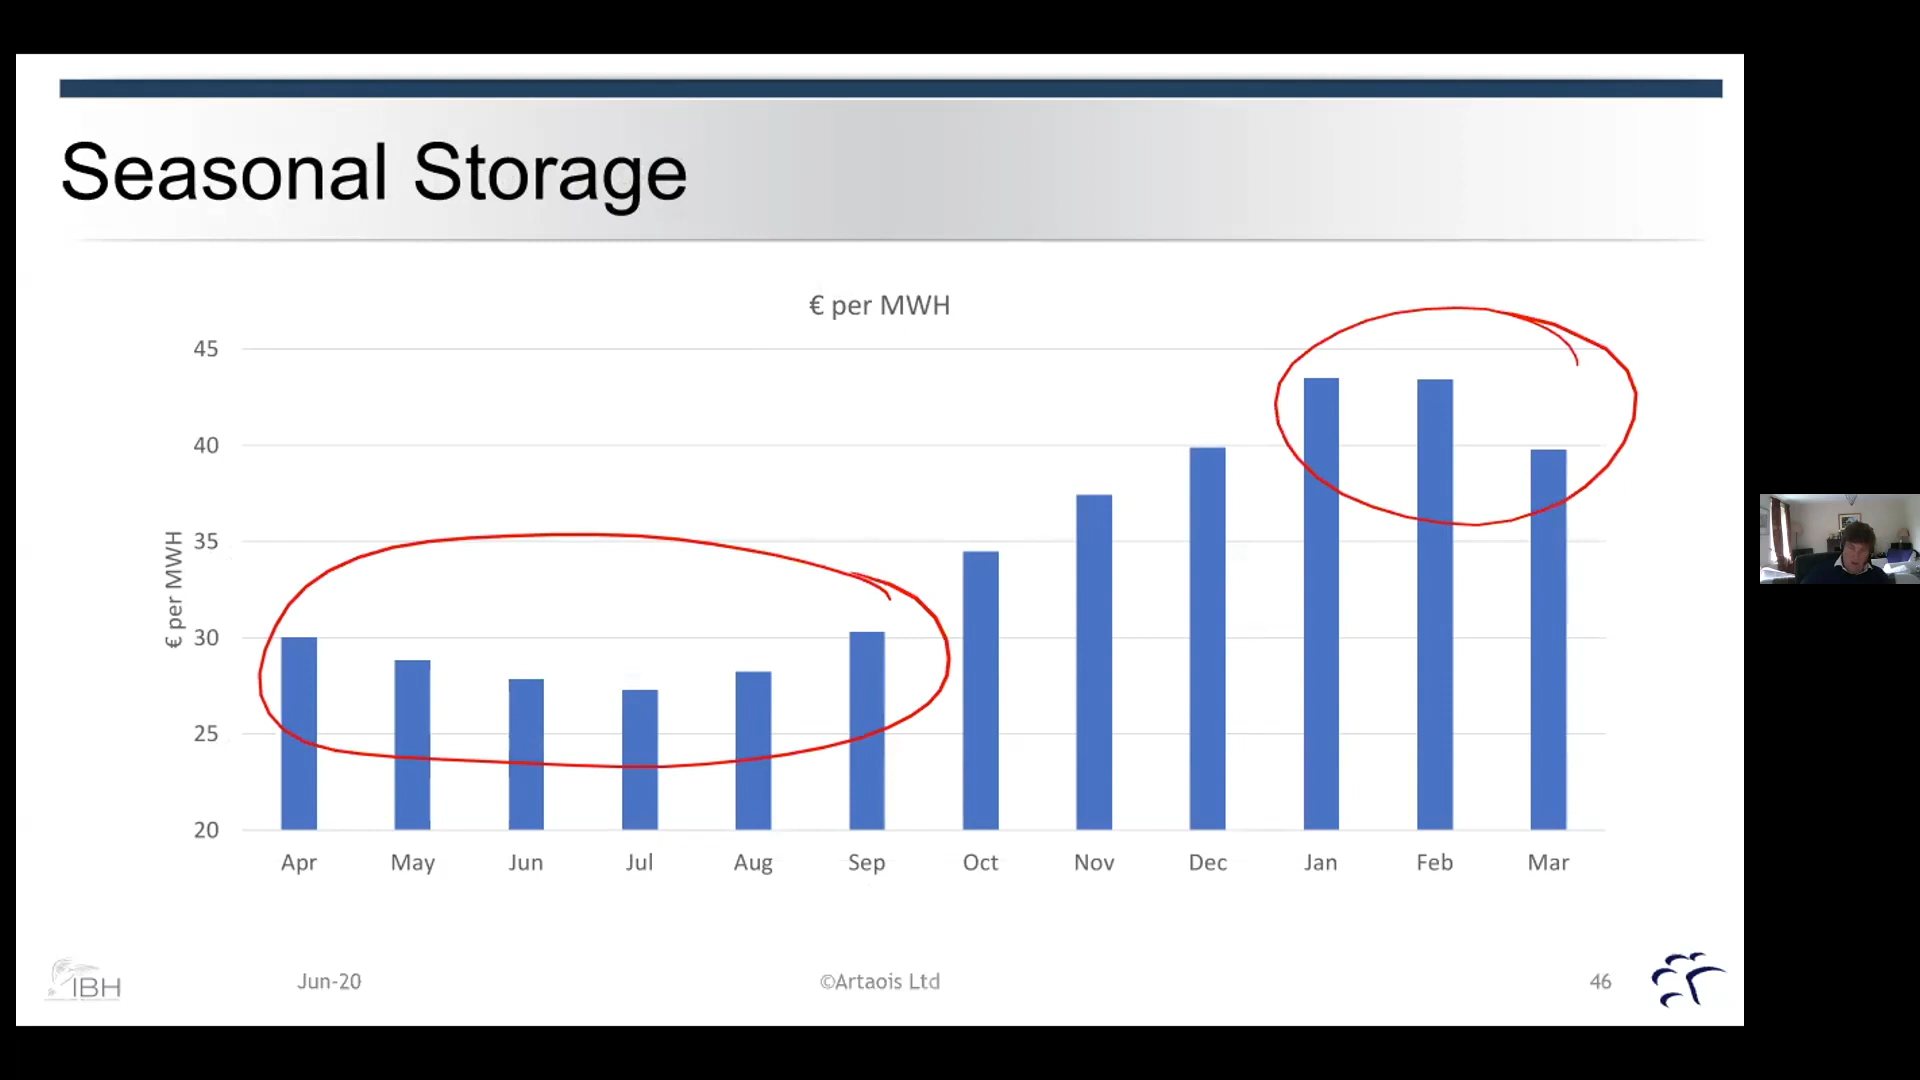 Seasonal Storage
€ per MWH
45
40
35
30
25
20
€ per MWH
Apr May Jun Jul Aug Sep Oct Nov Dec Jan Feb Mar
IBH
Jun-20 ©Artaois Ltd 46